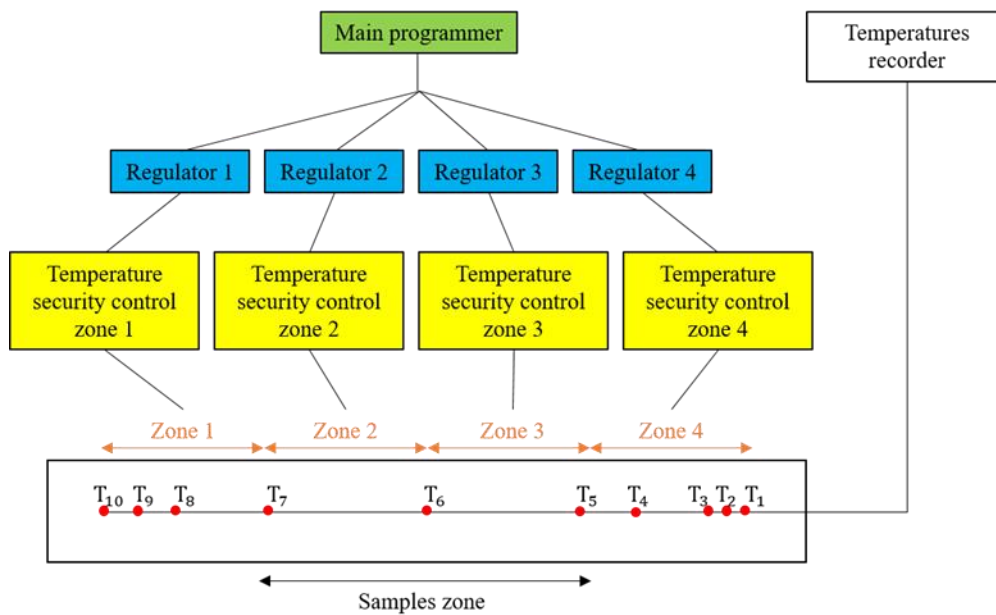 Main programmer
Temperatures
recorder
Regulator 1
Regulator 2
Regulator 3
Regulator 4
Temperature
security control
zone 1
Temperature
security control
zone 2
Temperature
security control
zone 3
Temperature
security control
zone 4
Zone 1
Zone 2
Zone 3
Zone 4
T₁₀ T₉ T₈ T₇ T₆ T₅ T₄ T₃ T₂ T₁
Samples zone